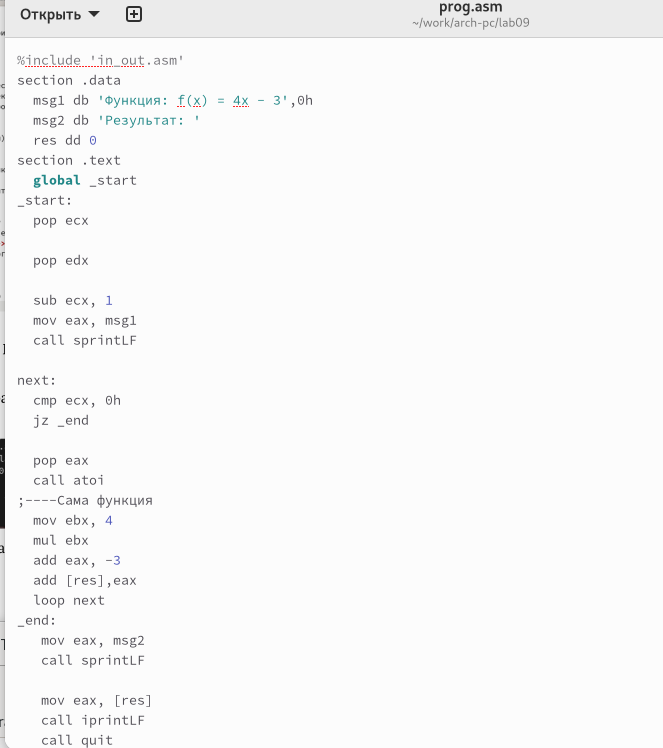 Открыть
prog.asm
~/work/arch-pc/lab09
%include 'in_out.asm'
section .data
msg1 db 'Функция: f(x) = 4x - 3',0h
msg2 db 'Результат: '
res dd 0
section .text
global _start
_start:
pop ecx
pop edx
sub ecx, 1
mov eax, msg1
call sprintLF
next:
cmp ecx, 0h
jz _end
pop eax
call atoi
;----Сама функция
mov ebx, 4
mul ebx
add eax, -3
add [res],eax
loop next
_end:
mov eax, msg2
call sprintLF
mov eax, [res]
call iprintLF
call quit